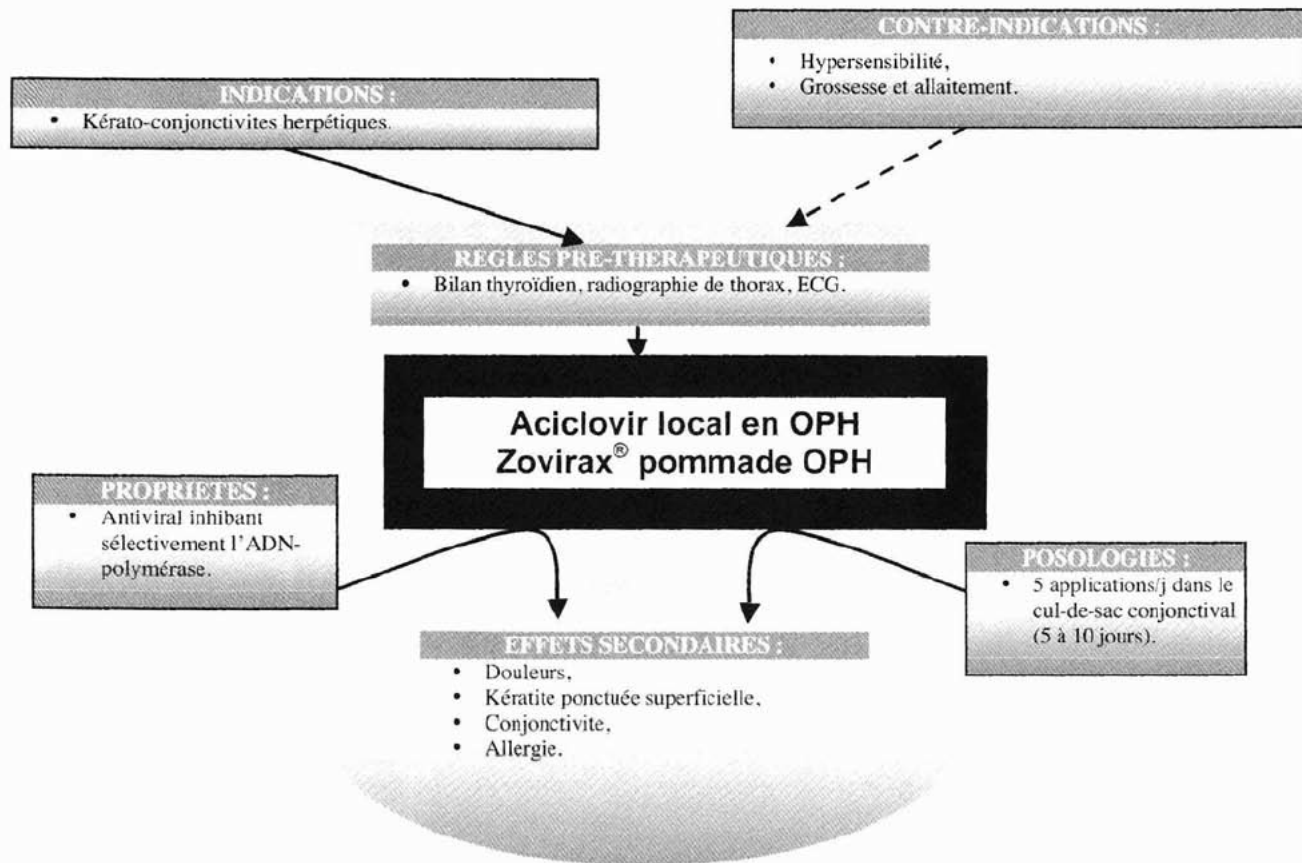 CONTRE-INDICATIONS :
• Hypersensibilité,
• Grossesse et allaitement.
INDICATIONS :
• Kérato-conjonctivites herpétiques.
REGLES PRE-THERAPEUTIQUES :
• Bilan thyroïdien, radiographie de thorax, ECG.
Aciclovir local en OPH
Zovirax® pommade OPH
PROPRIETES :
• Antiviral inhibant
sélectivement l'ADN-
polymérase.
POSOLOGIES :
• 5 applications/j dans le
cul-de-sac conjonctival
(5 à 10 jours).
EFFETS SECONDAIRES :
• Douleurs,
• Kératite ponctuée superficielle,
• Conjonctivite,
• Allergie.